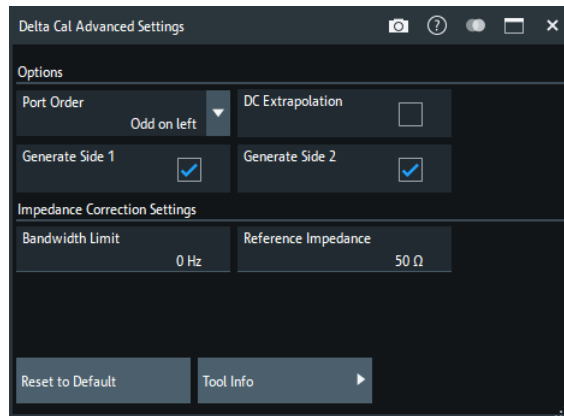 Delta Cal Advanced Settings
Options
Port Order
Odd on left
DC Extrapolation
Generate Side 1
Generate Side 2
Impedance Correction Settings
Bandwidth Limit
0 Hz
Reference Impedance
50 Ω
Reset to Default
Tool Info